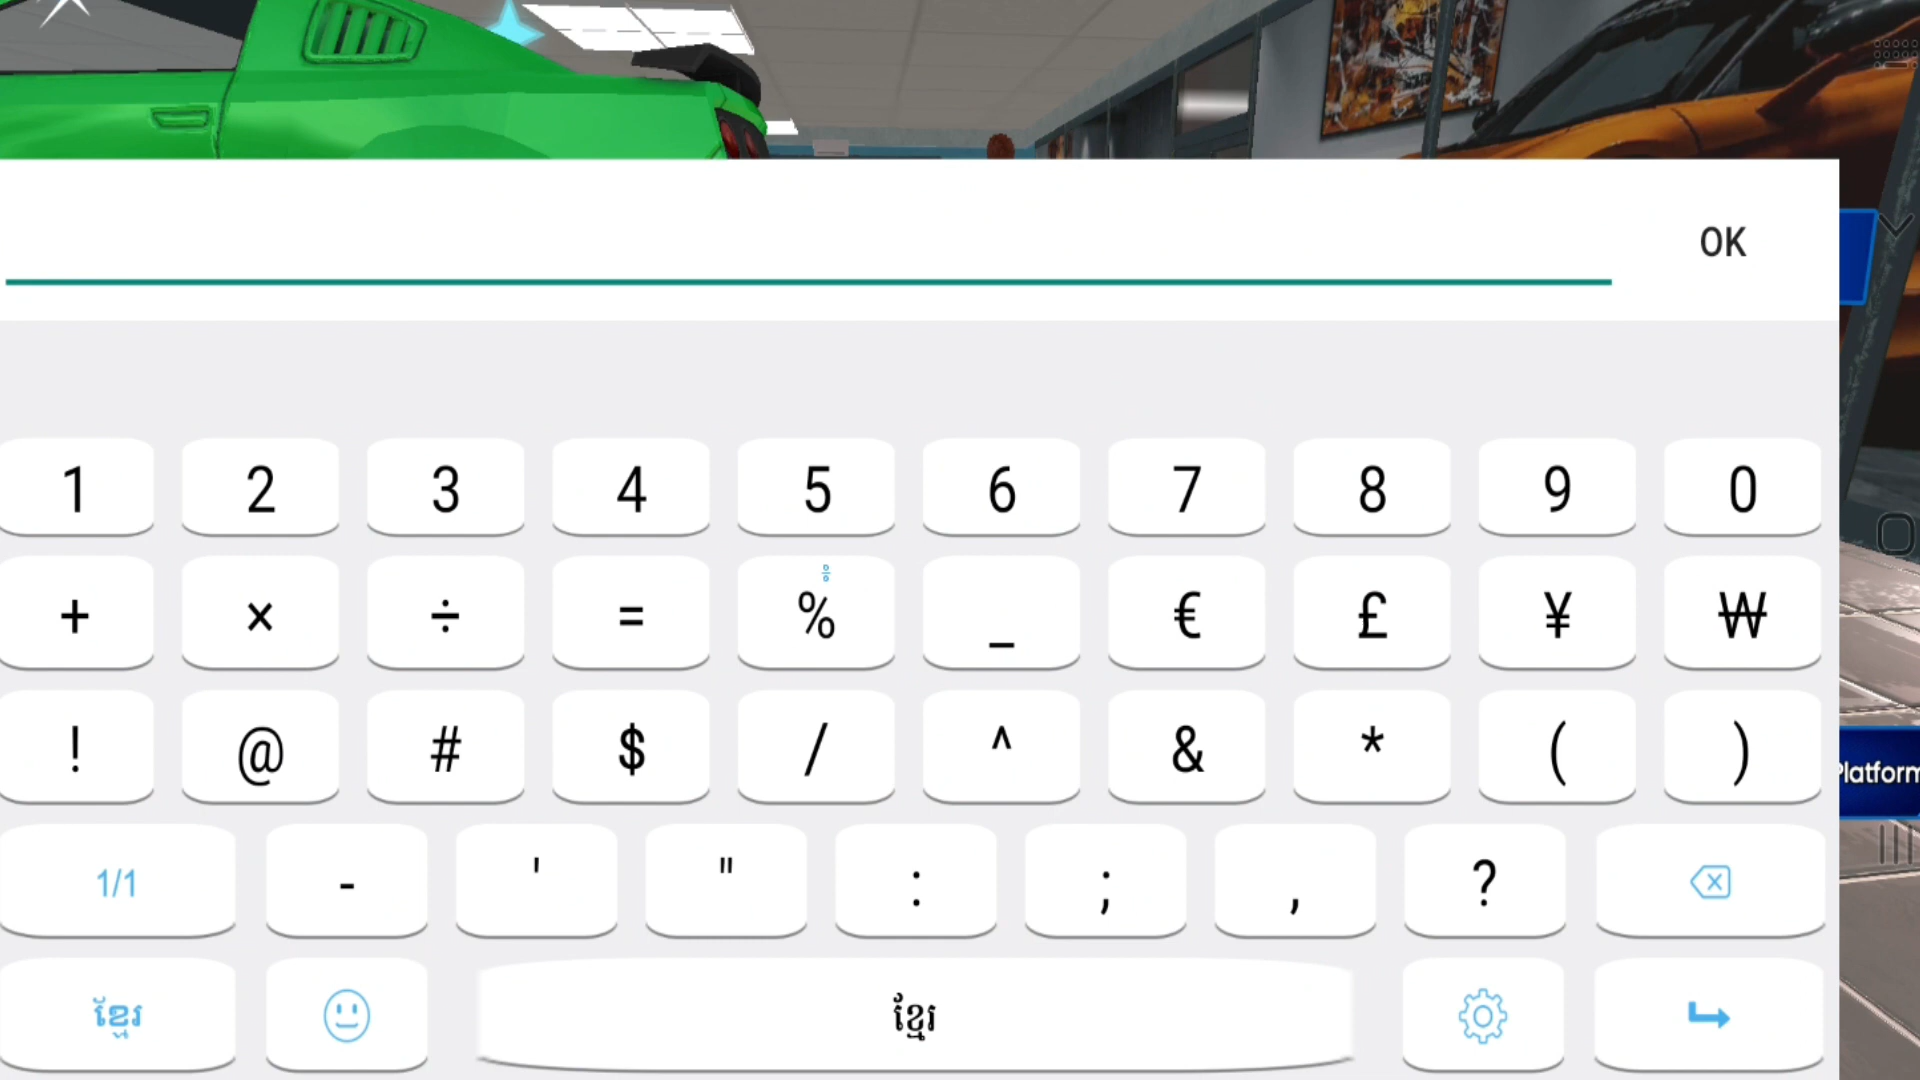 OK
1 2 3 4 5 6 7 8 9 0
+ × ÷ = % _ € £ ¥ ₩
! @ # $ / ^ & * ( )
1/1 - ' " : ; , ?
ខ្មែរ ខ្មែរ
Platform